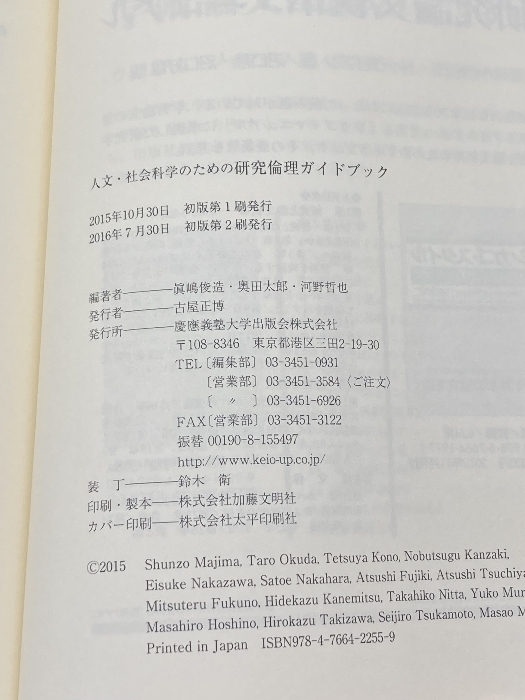 人文・社会科学のための研究倫理ガイドブック
2015年10月30日 初版第1刷発行
2016年7月30日 初版第2刷発行
編著者―――眞嶋俊造・奥田太郎・河野哲也
発行者―――古屋正博
発行所―――慶應義塾大学出版会株式会社
〒108-8346 東京都港区三田2-19-30
TEL〔編集部〕03-3451-0931
〔営業部〕03-3451-3584〈ご注文〉
〔 〃 〕03-3451-6926
FAX〔営業部〕03-3451-3122
振替 00190-8-155497
http://www.keio-up.co.jp/
装 丁―――鈴木 衛
印刷・製本――株式会社加藤文明社
カバー印刷――株式会社太平印刷社
©2015 Shunzo Majima, Taro Okuda, Tetsuya Kono, Nobutsugu Kanzaki,
Eisuke Nakazawa, Satoe Nakahara, Atsushi Fujiki, Atsushi Tsuchiya
Mitsuteru Fukuno, Hidekazu Kanemitsu, Takahiko Nitta, Yuko Mur
Masahiro Hoshino, Hirokazu Takizawa, Seijiro Tsukamoto, Masao M
Printed in Japan ISBN978-4-7664-2255-9